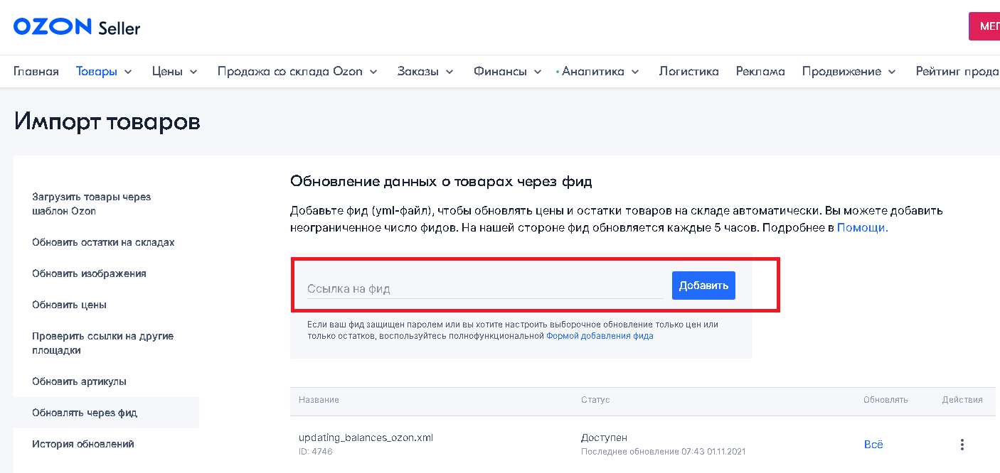 OZON Seller
МЕГ
Главная Товары Цены Продажа со склада Ozon Заказы Финансы Аналитика Логистика Реклама Продвижение Рейтинг прода
Импорт товаров
Обновление данных о товарах через фид
Загрузить товары через
шаблон Ozon
Добавьте фид (yml-файл), чтобы обновлять цены и остатки товаров на складе автоматически. Вы можете добавить
неограниченное число фидов. На нашей стороне фид обновляется каждые 5 часов. Подробнее в Помощи.
Обновить остатки на складах
Обновить изображения
Обновить цены
Проверить ссылки на другие
площадки
Обновить артикулы
Обновлять через фид
История обновлений
Ссылка на фид Добавить
Если ваш фид защищен паролем или вы хотите настроить выборочное обновление только цен или
только остатков, воспользуйтесь полнофункциональной Формой добавления фида
Название Статус Обновлять Действия
updating_balances_ozon.xml Доступен Всё
ID: 4746 Последнее обновление 07:43 01.11.2021